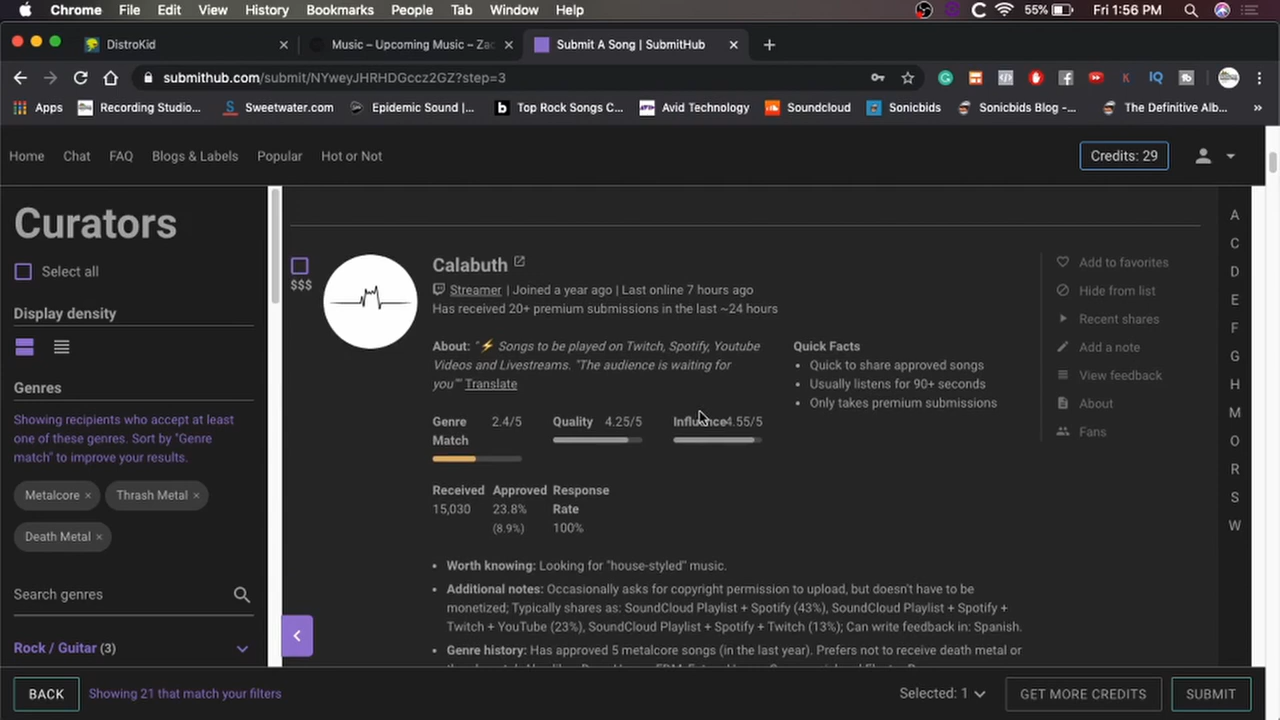 Chrome File Edit View History Bookmarks People Tab Window Help 55% Fri 1:56 PM
DistroKid Music – Upcoming Music – Zac Submit A Song | SubmitHub
submithub.com/submit/NYweyJHRHDGccz2GZ?step=3
Apps Recording Studio... Sweetwater.com Epidemic Sound |... Top Rock Songs C... Avid Technology Soundcloud Sonicbids Sonicbids Blog -... The Definitive Alb... »
Home Chat FAQ Blogs & Labels Popular Hot or Not Credits: 29
Curators
Select all
Display density
Genres
Showing recipients who accept at least
one of these genres. Sort by "Genre
match" to improve your results.
Metalcore × Thrash Metal ×
Death Metal ×
Search genres
Rock / Guitar (3)
$$$
Calabuth
Streamer | Joined a year ago | Last online 7 hours ago
Has received 20+ premium submissions in the last ~24 hours
About: "⚡ Songs to be played on Twitch, Spotify, Youtube
Videos and Livestreams. "The audience is waiting for
you"" Translate
Quick Facts
• Quick to share approved songs
• Usually listens for 90+ seconds
• Only takes premium submissions
Genre Match 2.4/5
Quality 4.25/5
Influence 4.55/5
Received 15,030
Approved 23.8% (8.9%)
Response Rate 100%
• Worth knowing: Looking for "house-styled" music.
• Additional notes: Occasionally asks for copyright permission to upload, but doesn't have to be
monetized; Typically shares as: SoundCloud Playlist + Spotify (43%), SoundCloud Playlist + Spotify +
Twitch + YouTube (23%), SoundCloud Playlist + Spotify + Twitch (13%); Can write feedback in: Spanish.
• Genre history: Has approved 5 metalcore songs (in the last year). Prefers not to receive death metal or
Add to favorites
Hide from list
Recent shares
Add a note
View feedback
About
Fans
A
C
D
E
F
G
H
M
O
R
S
W
BACK Showing 21 that match your filters Selected: 1 GET MORE CREDITS SUBMIT